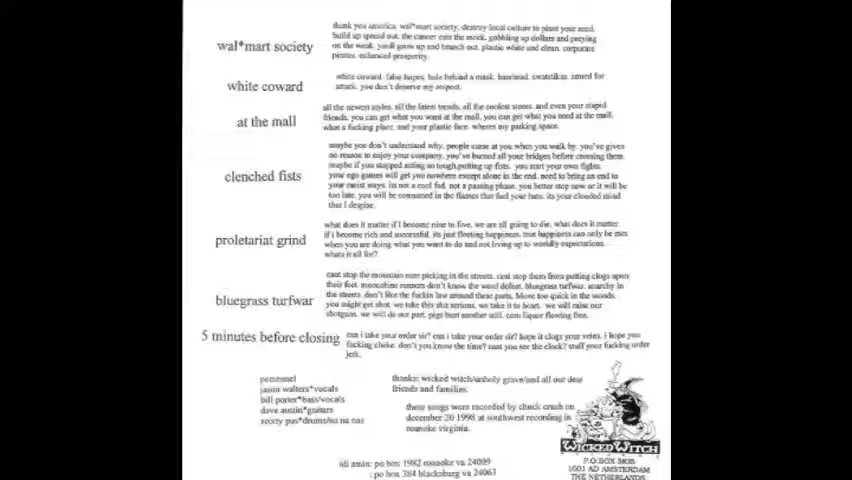 wal*mart society
thank you america, wal*mart society, destroy local culture to plant your seed,
build up spread out, the cancer eats the meek, gobbling up dollars and preying
on the weak, you'll grow up and branch out, plastic white and clean, corporate
pirates, enhanced prosperity.
white coward
white coward, false hopes, hide behind a mask, swastikas, armed for
attack, you don't deserve my respect.
at the mall
all the newest styles, all the latest trends, all the coolest stores, and even your stupid
friends, you can get what you want at the mall, you can get what you need at the mall,
what a fucking place, and your plastic face, wheres my parking space.
clenched fists
maybe you don't understand why, people curse at you when you walk by, you've given
no reason to enjoy your company, you've burned all your bridges before crossing them,
maybe if you stopped acting so tough, putting up fists, you start your own fights,
your ego games will get you nowhere except alone in the end, need to bring an end to
your racist ways, its not a cool fad, not a passing phase, you better stop now or it will be
too late, you will be consumed in the flames that fuel your hate, its your clouded mind
that I despise.
proletariat grind
what does it matter if I become nine to five, we are all going to die, what does it matter
if i become rich and successful, its just fleeting happiness, true happiness can only be met
when you are doing what you want to do and not living up to worldly expectations,
whats it all for?
bluegrass turfwar
cant stop the mountain men picking in the streets, cant stop them from putting clogs upon
their feet, moonshine runners don't know the word defeat, bluegrass turfwar, anarchy in
the streets, don't like the fuckin law around these parts, Move too quick in the woods,
you might get shot, we take this shit serious, we take it to heart, we will raise our
shotguns, we will do our part, pigs burn another still, corn liquor flowing free.
5 minutes before closing
can i take your order sir? can i take your order sir? hope it clogs your veins, i hope you
fucking choke, don't you know the time? cant you see the clock? stuff your fucking order
jerk.
personnel
jason walters*vocals
bill porter*bass/vocals
dave austin*guitars
scotty pus*drums/na na nas
thanks: wicked witch/unholy grave/and all our dear
friends and families.
these songs were recorded by chuck crush on
december 20 1998 at southwest recording in
roanoke virginia.
idi amin: po box 1982 roanoke va 24009
: po box 384 blacksburg va 24063
WICKED WITCH
P.O. BOX 3835
1001 AD AMSTERDAM
THE NETHERLANDS